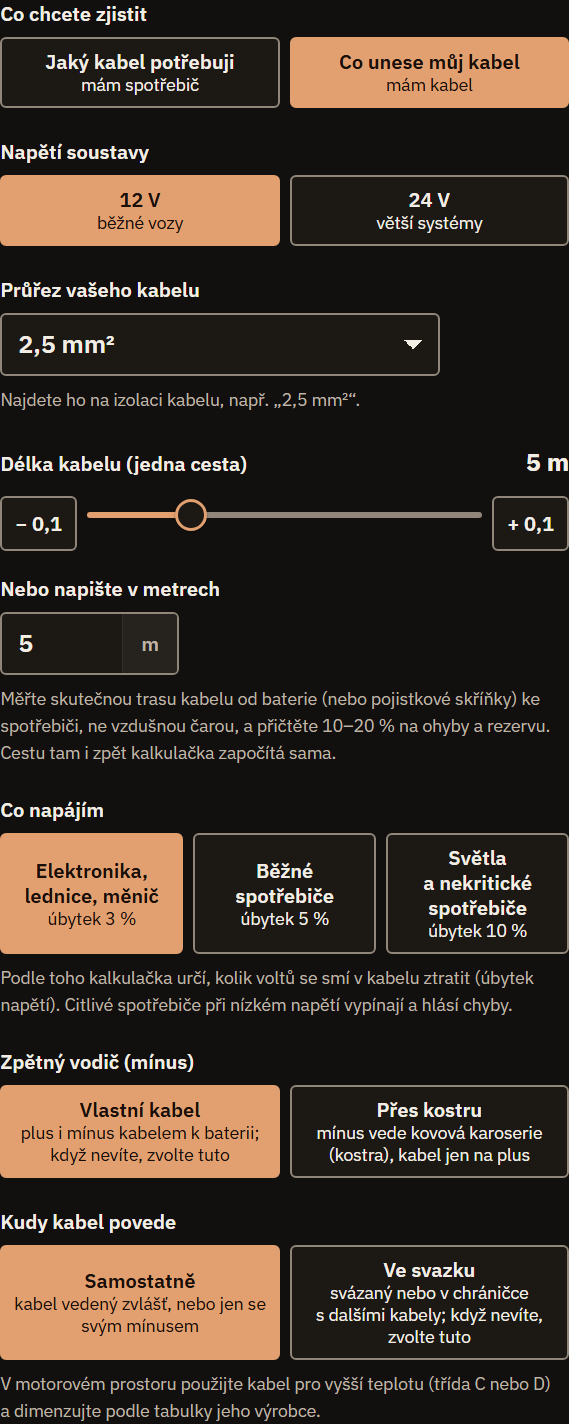 Co chcete zjistit
Jaký kabel potřebuji
mám spotřebič
Co unese můj kabel
mám kabel
Napětí soustavy
12 V
běžné vozy
24 V
větší systémy
Průřez vašeho kabelu
2,5 mm²
Najdete ho na izolaci kabelu, např. „2,5 mm²“.
Délka kabelu (jedna cesta)
5 m
− 0,1
+ 0,1
Nebo napište v metrech
5
m
Měřte skutečnou trasu kabelu od baterie (nebo pojistkové skříňky) ke
spotřebiči, ne vzdušnou čarou, a přičtěte 10–20 % na ohyby a rezervu.
Cestu tam i zpět kalkulačka započítá sama.
Co napájím
Elektronika,
lednice, měnič
úbytek 3 %
Běžné
spotřebiče
úbytek 5 %
Světla
a nekritické
spotřebiče
úbytek 10 %
Podle toho kalkulačka určí, kolik voltů se smí v kabelu ztratit (úbytek
napětí). Citlivé spotřebiče při nízkém napětí vypínají a hlásí chyby.
Zpětný vodič (mínus)
Vlastní kabel
plus i mínus kabelem k baterii;
když nevíte, zvolte tuto
Přes kostru
mínus vede kovová karoserie
(kostra), kabel jen na plus
Kudy kabel povede
Samostatně
kabel vedený zvlášť, nebo jen se
svým mínusem
Ve svazku
svázaný nebo v chráničce
s dalšími kabely; když nevíte,
zvolte tuto
V motorovém prostoru použijte kabel pro vyšší teplotu (třída C nebo D)
a dimenzujte podle tabulky jeho výrobce.